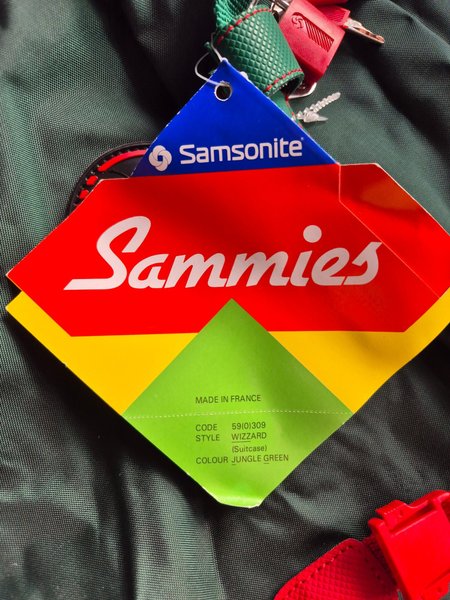 Samsonite®
Sammies
MADE IN FRANCE
CODE 59(0)309
STYLE WIZZARD
(Suitcase)
COLOUR JUNGLE GREEN